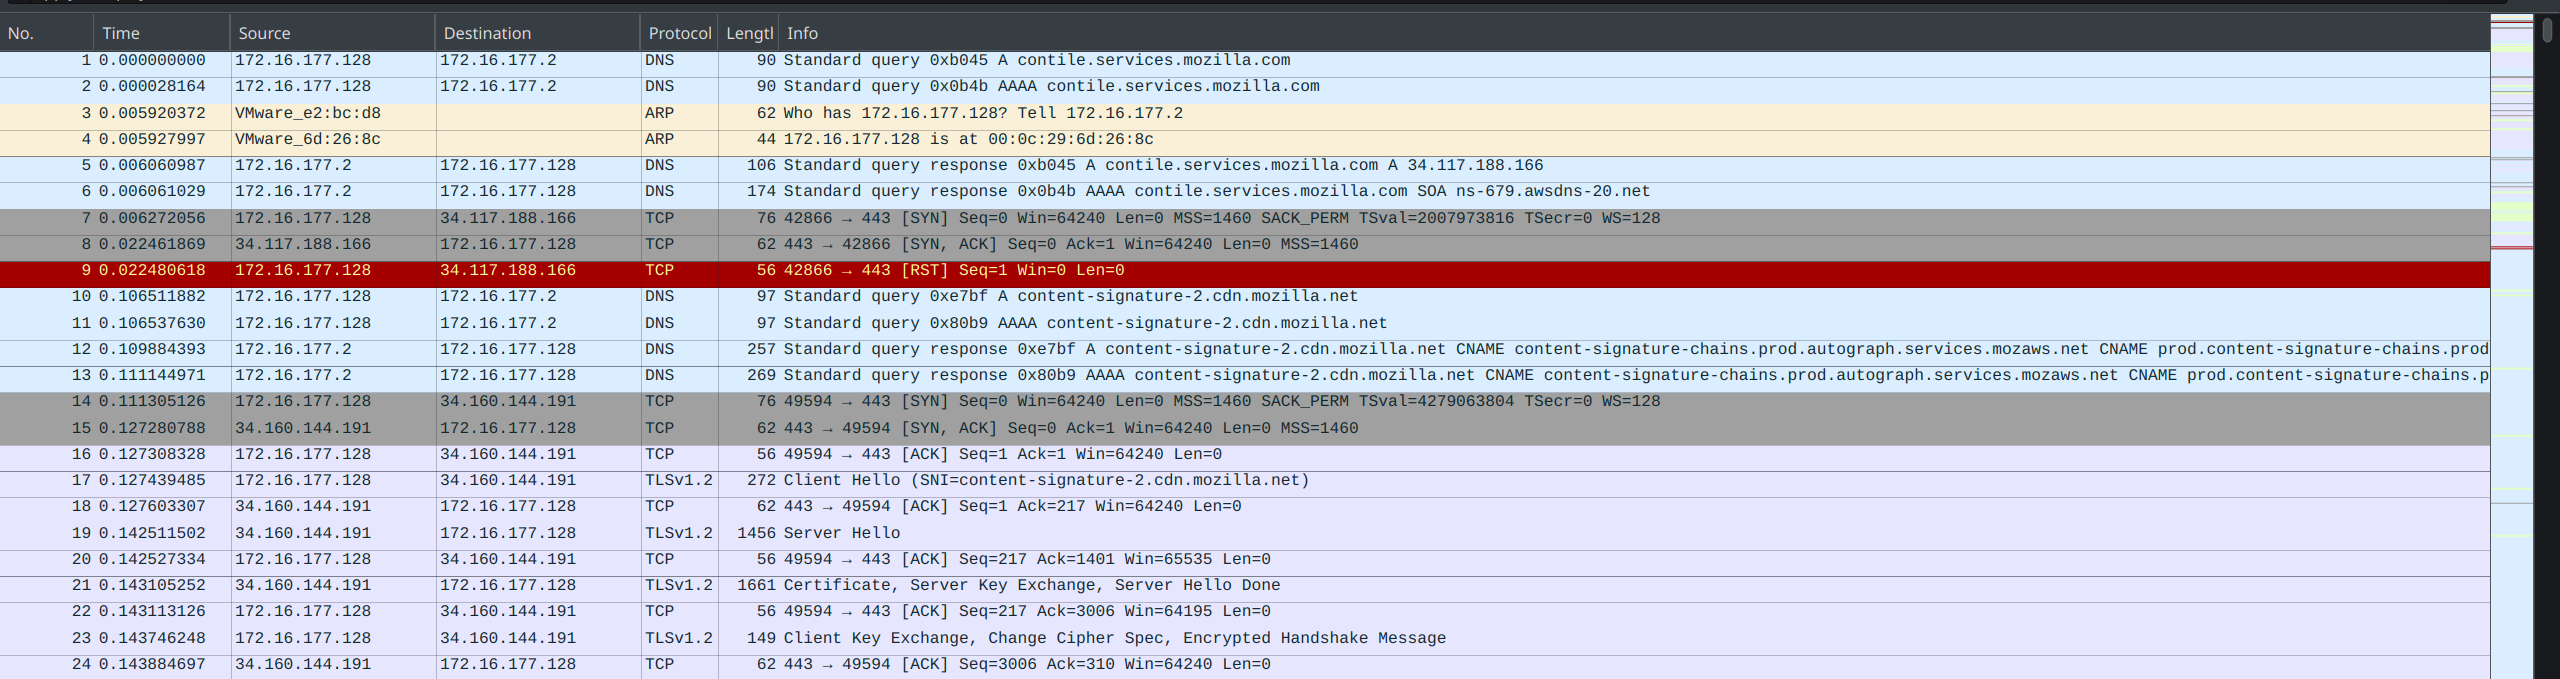 No. Time Source Destination Protocol Lengtl Info
1 0.000000000 172.16.177.128 172.16.177.2 DNS 90 Standard query 0xb045 A contile.services.mozilla.com
2 0.000028164 172.16.177.128 172.16.177.2 DNS 90 Standard query 0x0b4b AAAA contile.services.mozilla.com
3 0.005920372 VMware_e2:bc:d8 ARP 62 Who has 172.16.177.128? Tell 172.16.177.2
4 0.005927997 VMware_6d:26:8c ARP 44 172.16.177.128 is at 00:0c:29:6d:26:8c
5 0.006060987 172.16.177.2 172.16.177.128 DNS 106 Standard query response 0xb045 A contile.services.mozilla.com A 34.117.188.166
6 0.006061029 172.16.177.2 172.16.177.128 DNS 174 Standard query response 0x0b4b AAAA contile.services.mozilla.com SOA ns-679.awsdns-20.net
7 0.006272056 172.16.177.128 34.117.188.166 TCP 76 42866 → 443 [SYN] Seq=0 Win=64240 Len=0 MSS=1460 SACK_PERM TSval=2007973816 TSecr=0 WS=128
8 0.022461869 34.117.188.166 172.16.177.128 TCP 62 443 → 42866 [SYN, ACK] Seq=0 Ack=1 Win=64240 Len=0 MSS=1460
9 0.022480618 172.16.177.128 34.117.188.166 TCP 56 42866 → 443 [RST] Seq=1 Win=0 Len=0
10 0.106511882 172.16.177.128 172.16.177.2 DNS 97 Standard query 0xe7bf A content-signature-2.cdn.mozilla.net
11 0.106537630 172.16.177.128 172.16.177.2 DNS 97 Standard query 0x80b9 AAAA content-signature-2.cdn.mozilla.net
12 0.109884393 172.16.177.2 172.16.177.128 DNS 257 Standard query response 0xe7bf A content-signature-2.cdn.mozilla.net CNAME content-signature-chains.prod.autograph.services.mozaws.net CNAME prod.content-signature-chains.prod
13 0.111144971 172.16.177.2 172.16.177.128 DNS 269 Standard query response 0x80b9 AAAA content-signature-2.cdn.mozilla.net CNAME content-signature-chains.prod.autograph.services.mozaws.net CNAME prod.content-signature-chains.p
14 0.111305126 172.16.177.128 34.160.144.191 TCP 76 49594 → 443 [SYN] Seq=0 Win=64240 Len=0 MSS=1460 SACK_PERM TSval=4279063804 TSecr=0 WS=128
15 0.127280788 34.160.144.191 172.16.177.128 TCP 62 443 → 49594 [SYN, ACK] Seq=0 Ack=1 Win=64240 Len=0 MSS=1460
16 0.127308328 172.16.177.128 34.160.144.191 TCP 56 49594 → 443 [ACK] Seq=1 Ack=1 Win=64240 Len=0
17 0.127439485 172.16.177.128 34.160.144.191 TLSv1.2 272 Client Hello (SNI=content-signature-2.cdn.mozilla.net)
18 0.127603307 34.160.144.191 172.16.177.128 TCP 62 443 → 49594 [ACK] Seq=1 Ack=217 Win=64240 Len=0
19 0.142511502 34.160.144.191 172.16.177.128 TLSv1.2 1456 Server Hello
20 0.142527334 172.16.177.128 34.160.144.191 TCP 56 49594 → 443 [ACK] Seq=217 Ack=1401 Win=65535 Len=0
21 0.143105252 34.160.144.191 172.16.177.128 TLSv1.2 1661 Certificate, Server Key Exchange, Server Hello Done
22 0.143113126 172.16.177.128 34.160.144.191 TCP 56 49594 → 443 [ACK] Seq=217 Ack=3006 Win=64195 Len=0
23 0.143746248 172.16.177.128 34.160.144.191 TLSv1.2 149 Client Key Exchange, Change Cipher Spec, Encrypted Handshake Message
24 0.143884697 34.160.144.191 172.16.177.128 TCP 62 443 → 49594 [ACK] Seq=3006 Ack=310 Win=64240 Len=0